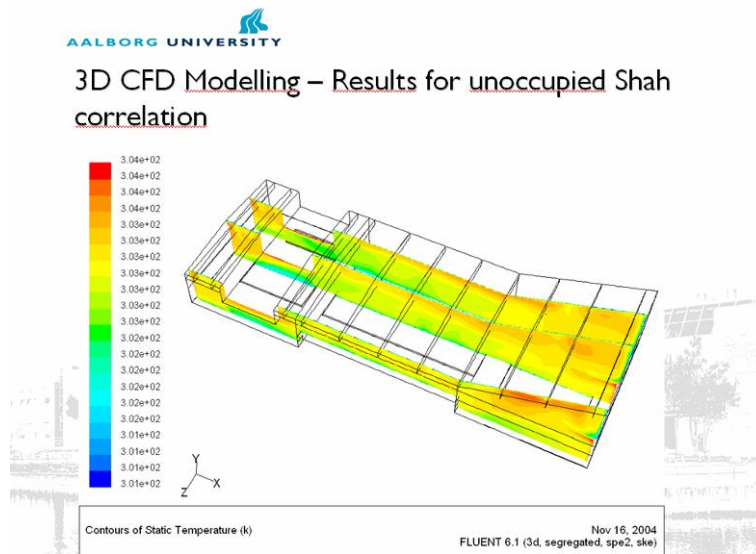 AALBORG UNIVERSITY
3D CFD Modelling – Results for unoccupied Shah
correlation
3.04e+02
3.04e+02
3.04e+02
3.04e+02
3.03e+02
3.03e+02
3.03e+02
3.03e+02
3.03e+02
3.03e+02
3.02e+02
3.02e+02
3.02e+02
3.02e+02
3.02e+02
3.02e+02
3.01e+02
3.01e+02
3.01e+02
3.01e+02
Y
X
Z
Contours of Static Temperature (k)
Nov 16, 2004
FLUENT 6.1 (3d, segregated, spe2, ske)